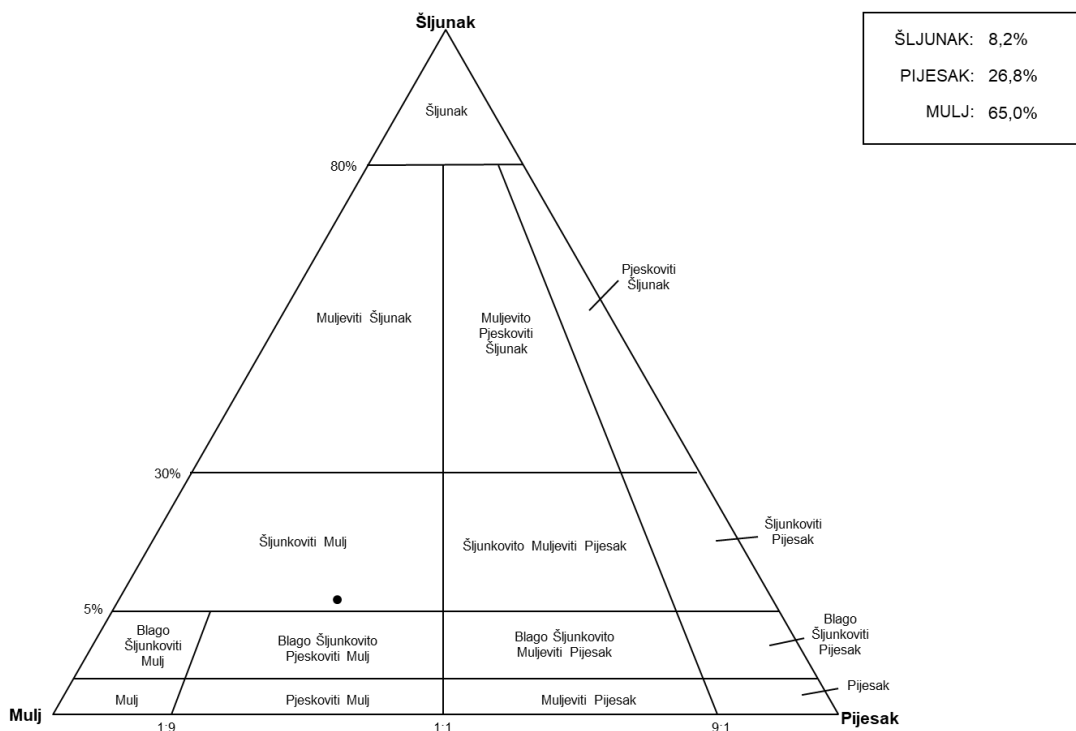 Šljunak
ŠLJUNAK: 8,2%
PIJESAK: 26,8%
MULJ: 65,0%
Šljunak
80%
Pjeskoviti
Šljunak
Muljeviti Šljunak
Muljevito
Pjeskoviti
Šljunak
30%
Šljunkoviti Mulj
Šljunkovito Muljeviti Pijesak
Šljunkoviti
Pijesak
5%
Blago
Šljunkoviti
Mulj
Blago Šljunkovito
Pjeskoviti Mulj
Blago Šljunkovito
Muljeviti Pijesak
Blago
Šljunkoviti
Pijesak
Mulj
Mulj
Pjeskoviti Mulj
Muljeviti Pijesak
Pijesak
Pijesak
1:9
1:1
9:1